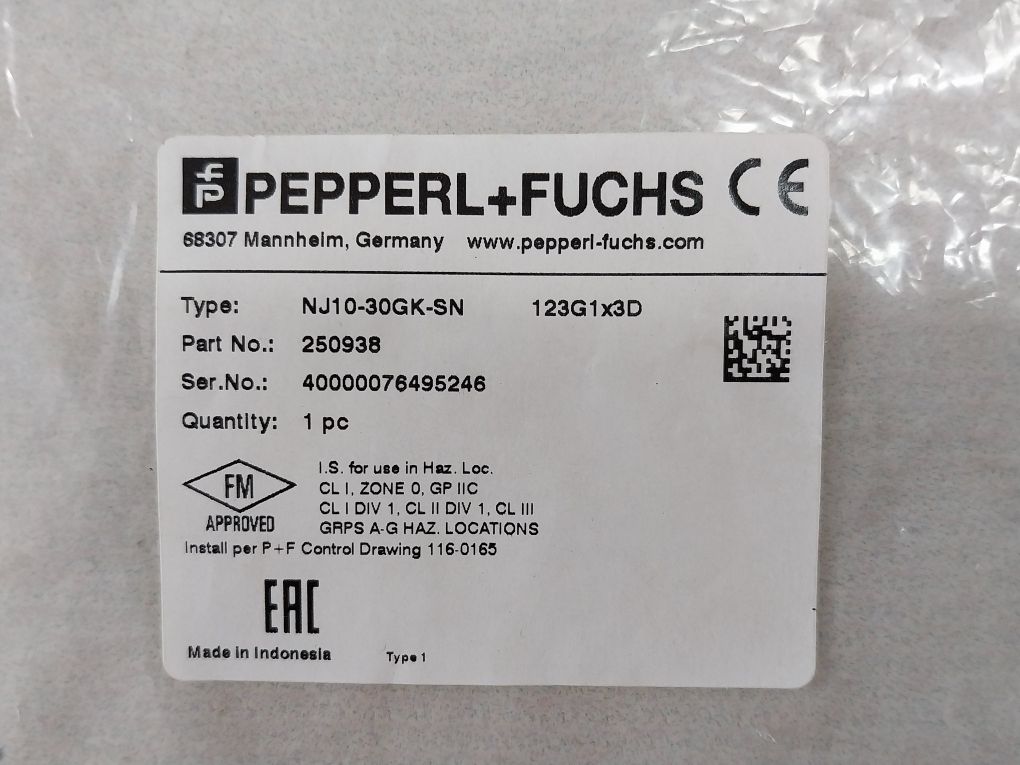 PEPPERL+FUCHS CE
68307 Mannheim, Germany www.pepperl-fuchs.com
Type: NJ10-30GK-SN 123G1x3D
Part No.: 250938
Ser.No.: 40000076495246
Quantity: 1 pc
FM
APPROVED
I.S. for use in Haz. Loc.
CL I, ZONE 0, GP IIC
CL I DIV 1, CL II DIV 1, CL III
GRPS A-G HAZ. LOCATIONS
Install per P+F Control Drawing 116-0165
EAC
Made in Indonesia Type 1